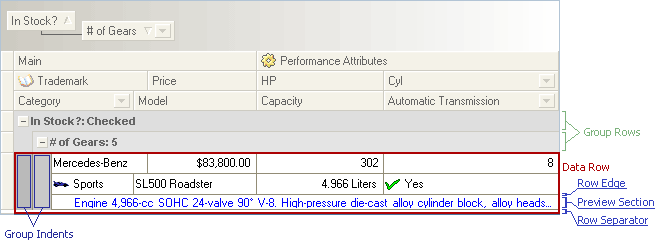 In Stock?
# of Gears
Main Performance Attributes
Trademark Price HP Cyl
Category Model Capacity Automatic Transmission
In Stock?: Checked
Group Rows
# of Gears: 5
Mercedes-Benz $83,800.00 302 8
Data Row
Sports SL500 Roadster 4.966 Liters Yes
Row Edge
Engine 4,966-cc SOHC 24-valve 90° V-8. High-pressure die-cast alloy cylinder block, alloy heads...
Preview Section
Row Separator
Group Indents